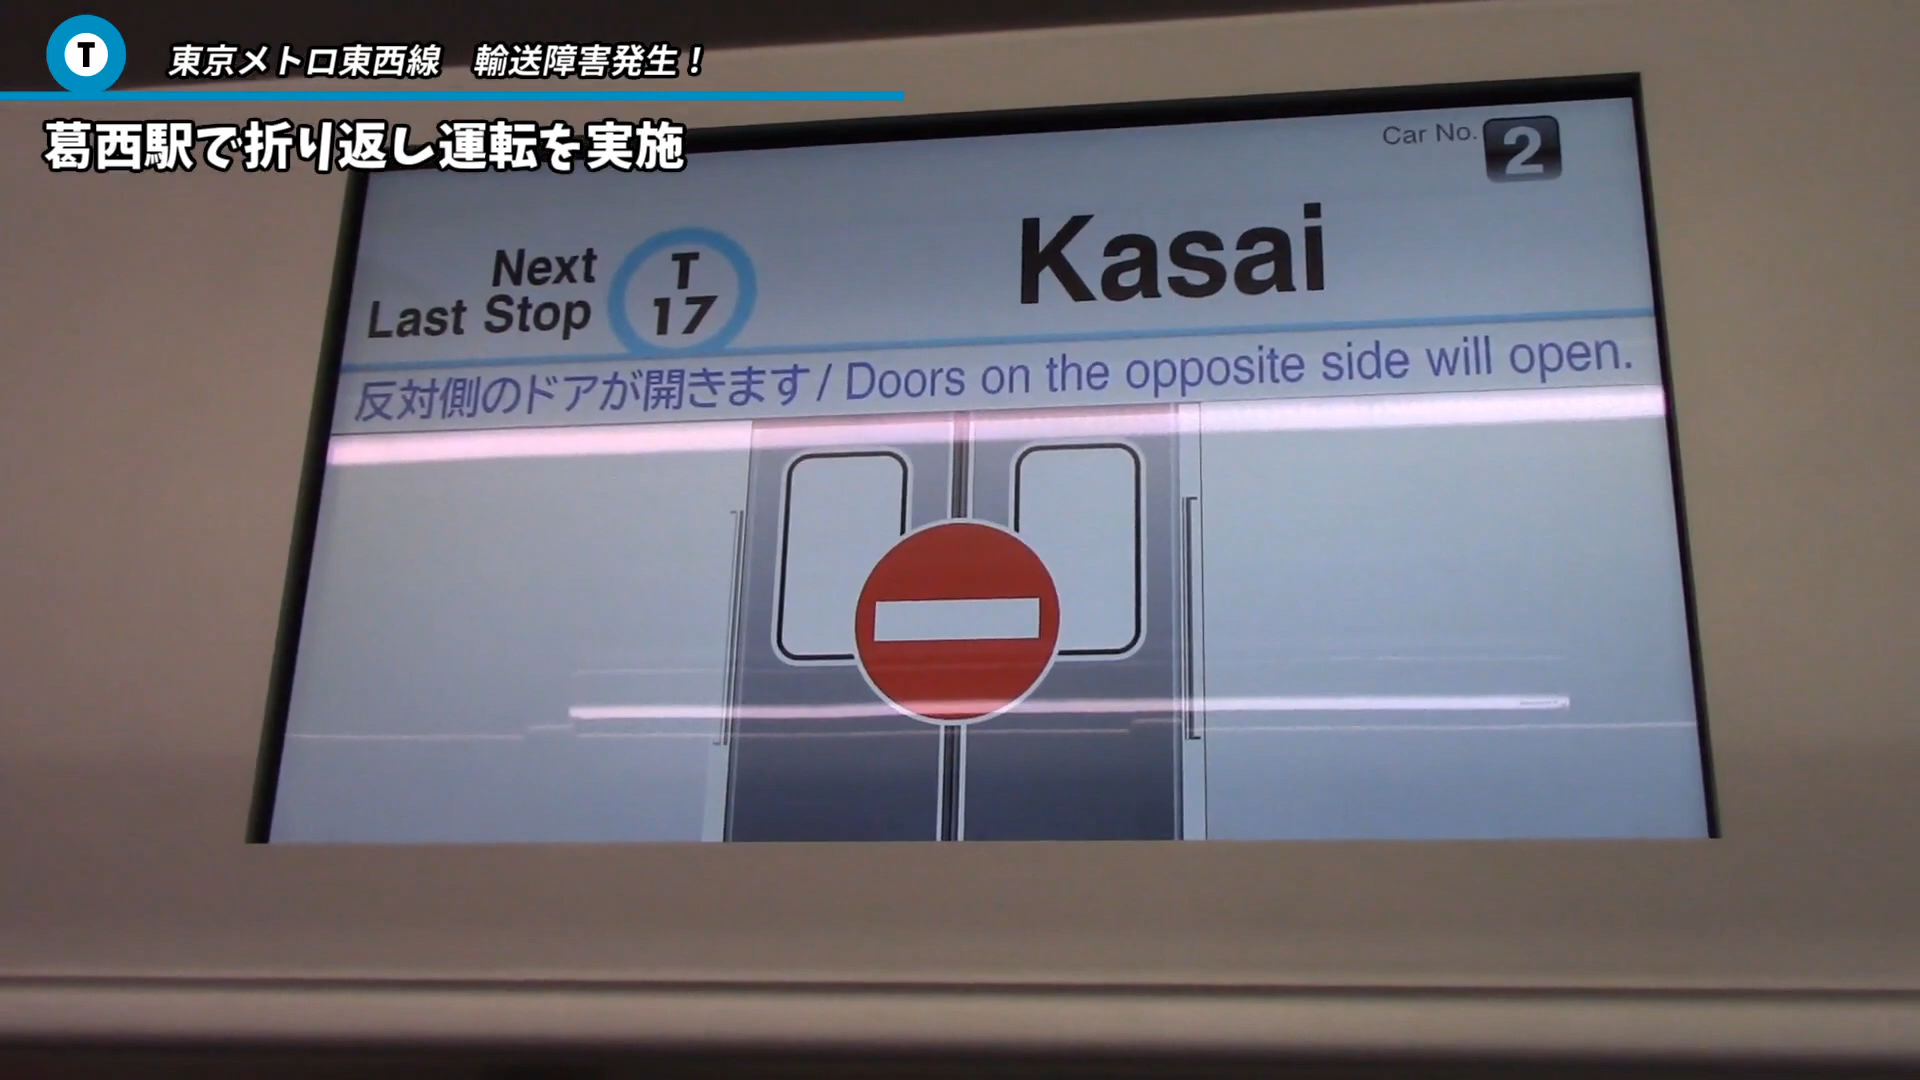 T
東京メトロ東西線　輸送障害発生！
葛西駅で折り返し運転を実施
Car No. 2
Next
Last Stop
T
17
Kasai
反対側のドアが開きます / Doors on the opposite side will open.